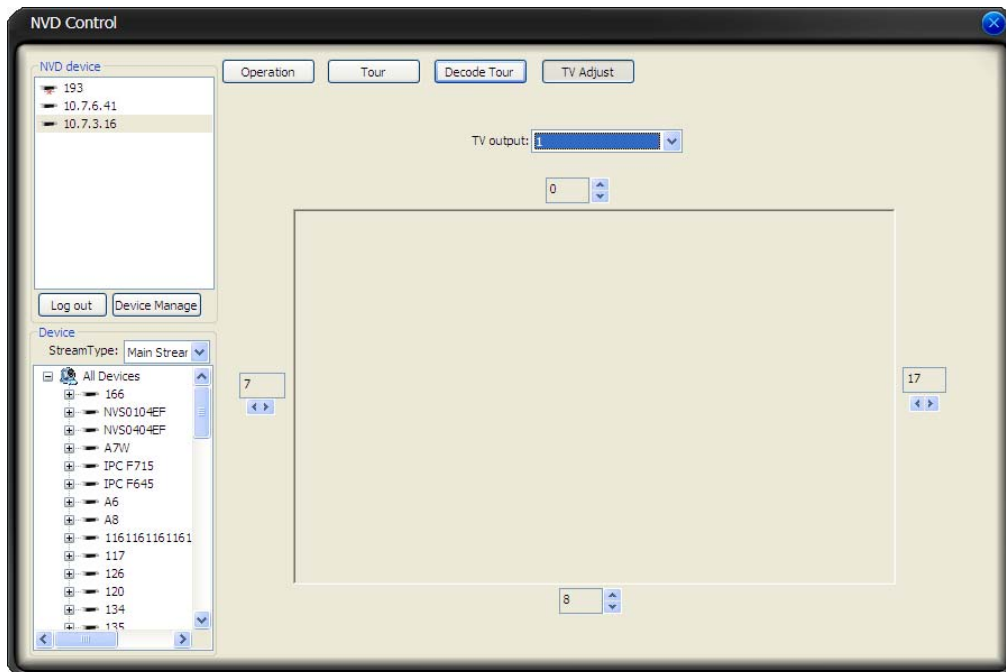 NVD Control
NVD device
193
10.7.6.41
10.7.3.16
Log out
Device Manage
Device
StreamType: Main Strear
All Devices
166
NVS0104EF
NVS0404EF
A7W
IPC F715
IPC F645
A6
A8
1161161161161
117
126
120
134
135
Operation
Tour
Decode Tour
TV Adjust
TV output: 1
0
7
17
8